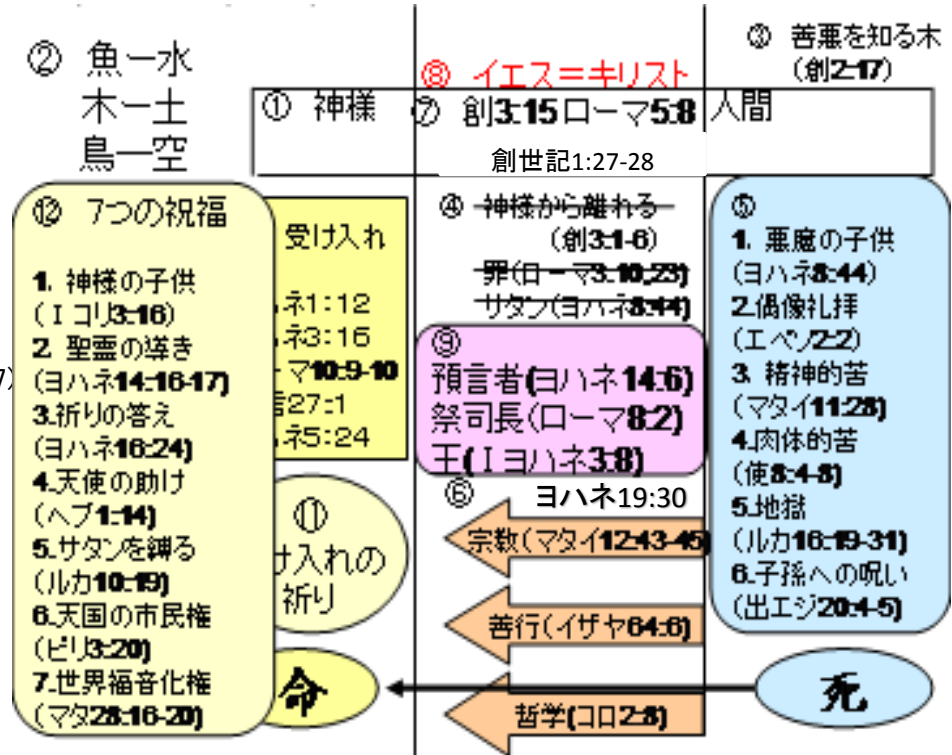 ② 魚ー水
木ー土
鳥ー空
③ 善悪を知る木
(創2:17)
⑧ イエス=キリスト
① 神様
⑦ 創3:15ローマ5:8
人間
創世記1:27-28
⑫ 7つの祝福
1. 神様の子供
(Ⅰコリ3:16)
2. 聖霊の導き
(ヨハネ14:16-17)
3.祈りの答え
(ヨハネ16:24)
4.天使の助け
(ヘブ1:14)
5.サタンを縛る
(ルカ10:19)
6.天国の市民権
(ピリ3:20)
7.世界福音化権
(マタ28:16-20)
7)
受け入れ
ネ1:12
ネ3:16
マ10:9-10
27:1
ネ5:24
⑪
け入れの
祈り
命
④ 神様から離れる
(創3:1-6)
罪(ローマ3:10,23)
サタン(ヨハネ8:44)
⑨
預言者(ヨハネ14:6)
祭司長(ローマ8:2)
王(Ⅰヨハネ3:8)
⑥ ヨハネ19:30
宗教(マタイ12:43-45)
善行(イザヤ64:6)
哲学(コロ2:8)
⑤
1. 悪魔の子供
(ヨハネ8:44)
2.偶像礼拝
(エペソ2:2)
3. 精神的苦
(マタイ11:28)
4.肉体的苦
(使8:4-8)
5.地獄
(ルカ16:19-31)
6.子孫への呪い
(出エジ20:4-5)
死